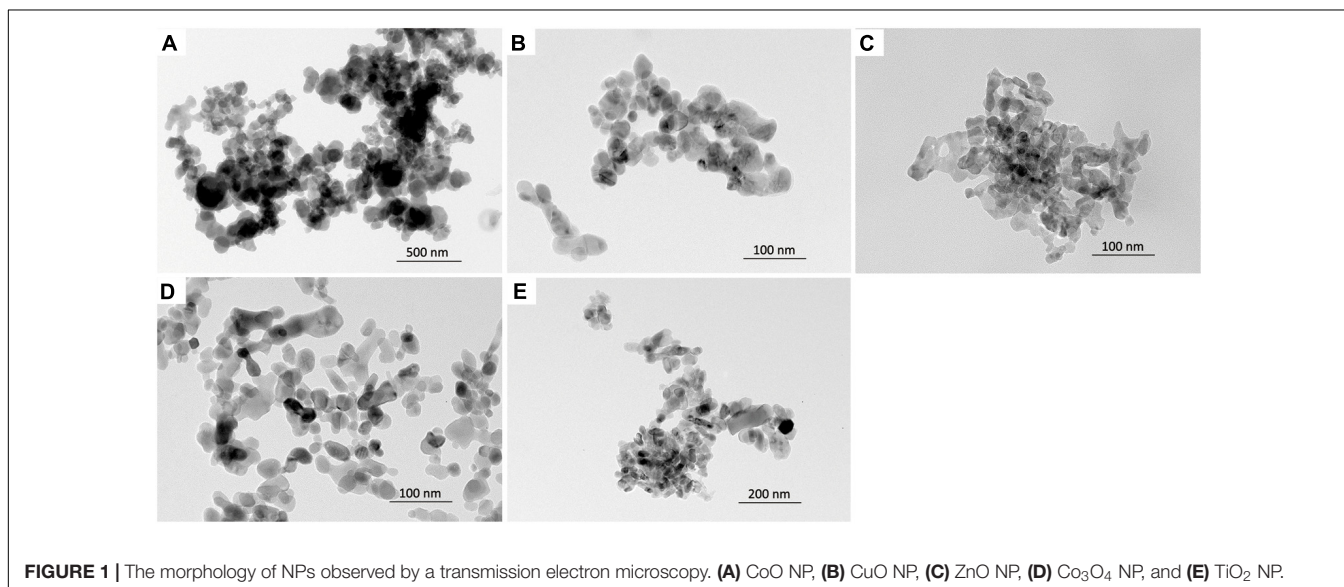 A
B
C
500 nm
100 nm
100 nm
D
E
100 nm
200 nm
FIGURE 1 | The morphology of NPs observed by a transmission electron microscopy. (A) CoO NP, (B) CuO NP, (C) ZnO NP, (D) Co₃O₄ NP, and (E) TiO₂ NP.